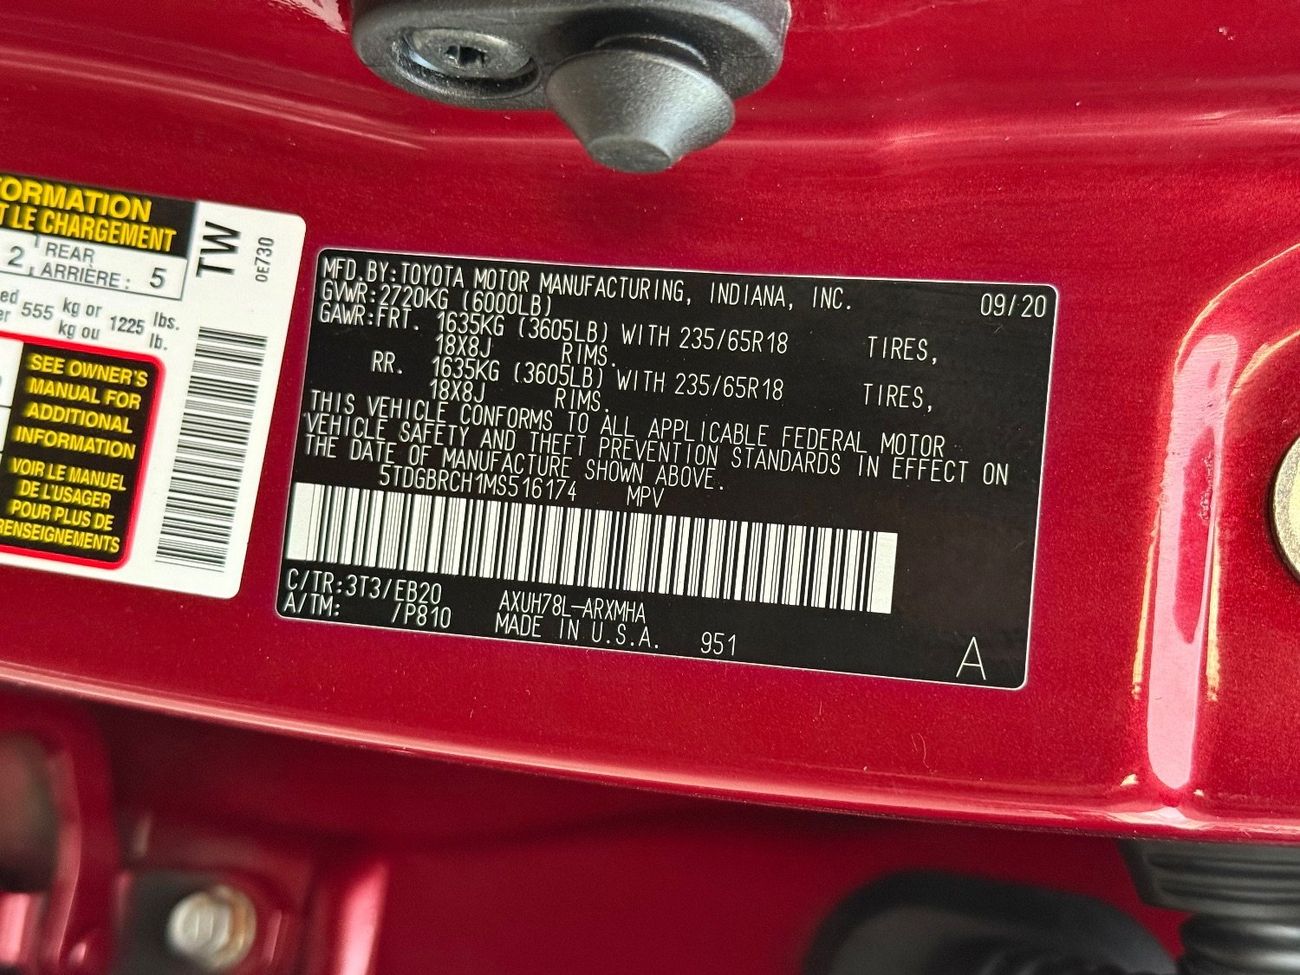 ORMATION
T LE CHARGEMENT
2 REAR
ARRIÈRE: 5
555 kg or 1225 lbs.
kg ou lb.
SEE OWNER'S
MANUAL FOR
ADDITIONAL
INFORMATION
VOIR LE MANUEL
DE L'USAGER
POUR PLUS DE
RENSEIGNEMENTS
TW
0E730
MFD.BY:TOYOTA MOTOR MANUFACTURING, INDIANA, INC. 09/20
GVWR:2720KG (6000LB)
GAWR:FRT. 1635KG (3605LB) WITH 235/65R18 TIRES,
18X8J RIMS.
RR. 1635KG (3605LB) WITH 235/65R18 TIRES,
18X8J RIMS.
THIS VEHICLE CONFORMS TO ALL APPLICABLE FEDERAL MOTOR
VEHICLE SAFETY AND THEFT PREVENTION STANDARDS IN EFFECT ON
THE DATE OF MANUFACTURE SHOWN ABOVE.
5TDGBRCH1MS516174 MPV
C/TR:3T3/EB20 AXUH78L-ARXMHA
A/TM: /P810 MADE IN U.S.A. 951
A